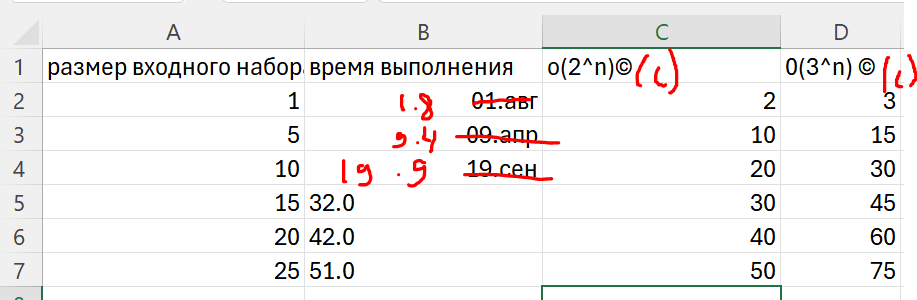 A B C D
1 размер входного набора время выполнения o(2^n)© (c) 0(3^n) © (c)
2 1 1.8 01.авг 2 3
3 5 9.4 09.апр 10 15
4 10 19.9 19.сен 20 30
5 15 32.0 30 45
6 20 42.0 40 60
7 25 51.0 50 75